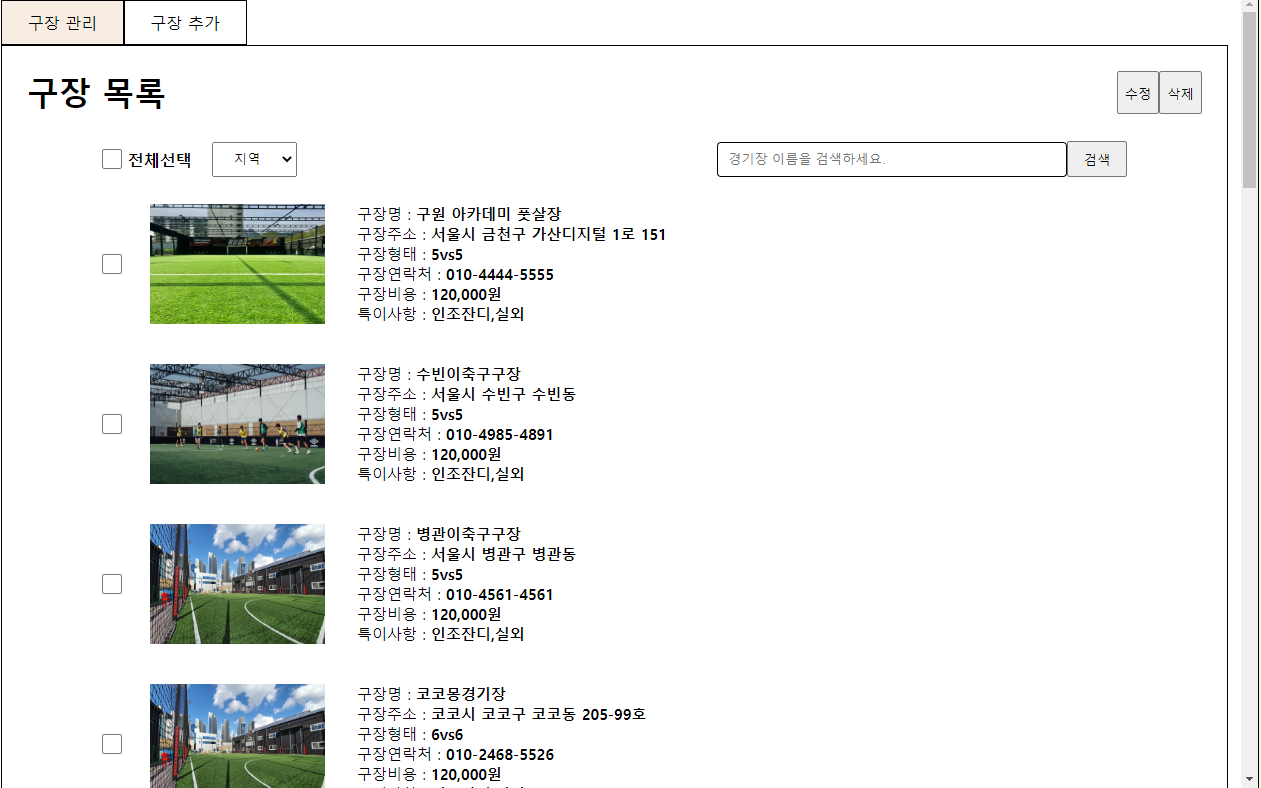 구장 관리 구장 추가
구장 목록 수정 삭제
전체선택 지역 경기장 이름을 검색하세요. 검색
구장명 : 구원 아카데미 풋살장
구장주소 : 서울시 금천구 가산디지털 1로 151
구장형태 : 5vs5
구장연락처 : 010-4444-5555
구장비용 : 120,000원
특이사항 : 인조잔디,실외
구장명 : 수빈이축구구장
구장주소 : 서울시 수빈구 수빈동
구장형태 : 5vs5
구장연락처 : 010-4985-4891
구장비용 : 120,000원
특이사항 : 인조잔디,실외
구장명 : 병관이축구구장
구장주소 : 서울시 병관구 병관동
구장형태 : 5vs5
구장연락처 : 010-4561-4561
구장비용 : 120,000원
특이사항 : 인조잔디,실외
구장명 : 코코몽경기장
구장주소 : 코코시 코코구 코코동 205-99호
구장형태 : 6vs6
구장연락처 : 010-2468-5526
구장비용 : 120,000원